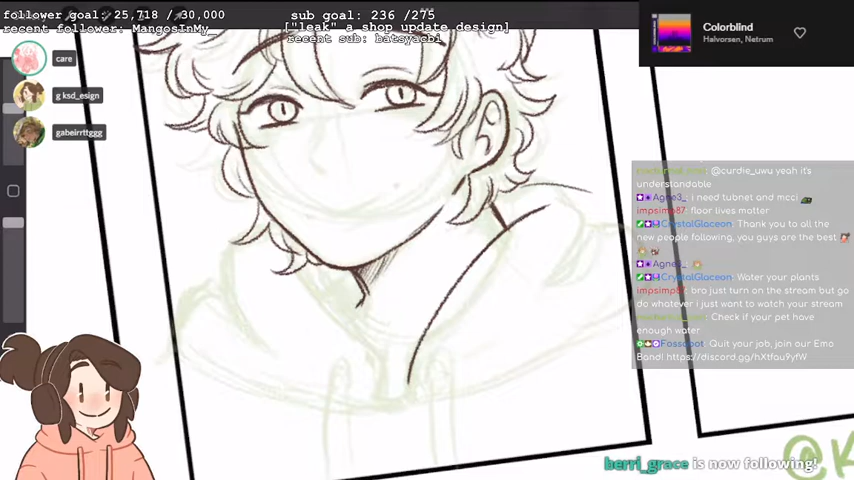 follower goal: 25,718 / 30,000
recent follower: MangosInMy
sub goal: 236 /275
["leak" a shop update design]
recent sub: batsyacbi
Colorblind
Halvorsen, Netrum
care
g ksd_esign
gabeirrttggg
@curdie_uwu yeah it's
understandable
Agne3_: i need tubnet and mcci
impsimp87: floor lives matter
CrystalGlaceon: Thank you to all the
new people following, you guys are the best
Agne3_:
CrystalGlaceon: Water your plants
impsimp87: bro just turn on the stream but go
do whatever i just want to watch your stream
Check if your pet have
enough water
Fossabot: Quit your job, join our Emo
Band! https://discord.gg/hXtfau9yfW
berri_grace is now following!